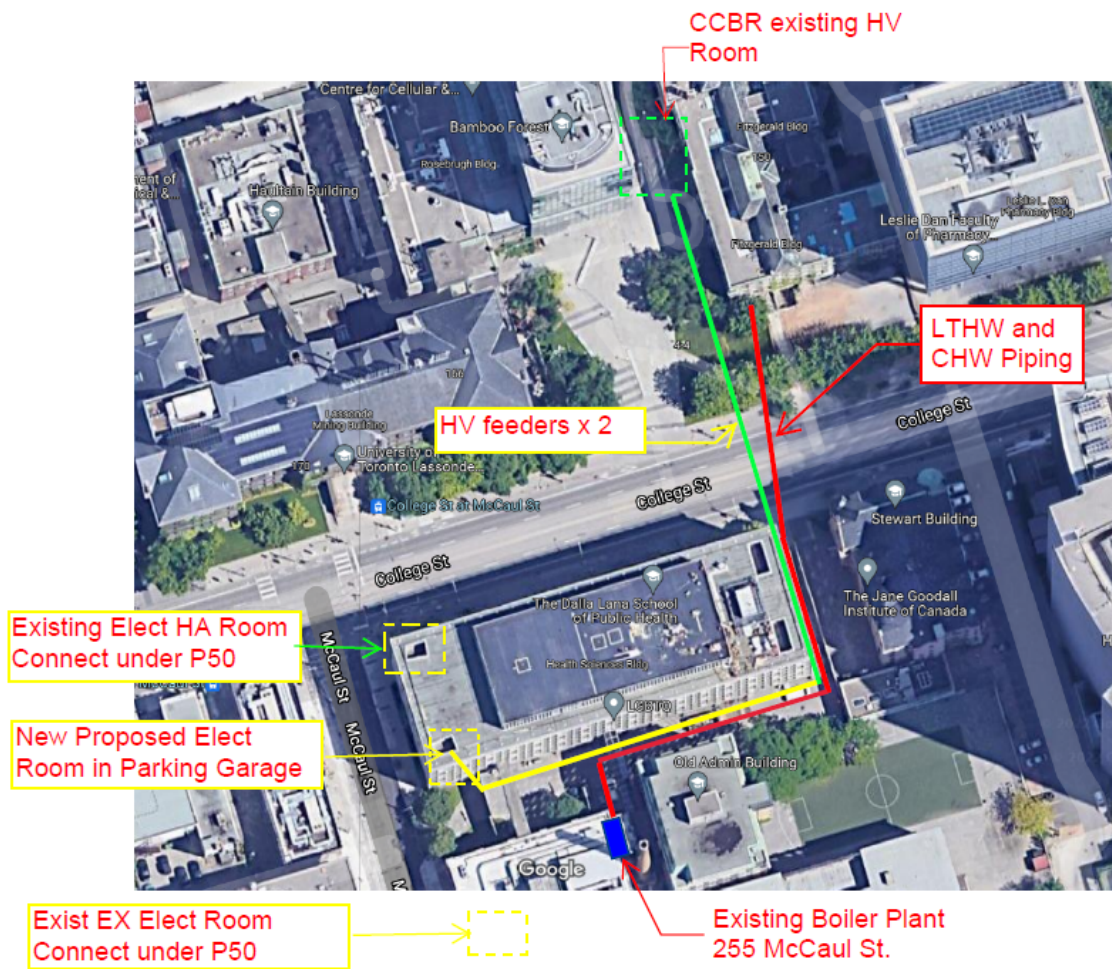 CCBR existing HV
Room
Centre for Cellular &...
Bamboo Forest
Fitzgerald Bldg
150
Rosebrugh Bldg
Haultain Building
Leslie Dan Faculty
of Pharmacy...
Fitzgerald Bldg
LTHW and
CHW Piping
HV feeders x 2
College St
166
Lassonde
Mining Building
University of
Toronto Lassonde...
170
College St at McCaul St
College St
Stewart Building
College St
The Dalla Lana School
of Public Health
The Jane Goodall
Institute of Canada
Existing Elect HA Room
Connect under P50
Health Sciences Bldg
McCaul St
LGBTQ
New Proposed Elect
Room in Parking Garage
McCaul St
Old Admin Building
Google
Exist EX Elect Room
Connect under P50
Existing Boiler Plant
255 McCaul St.